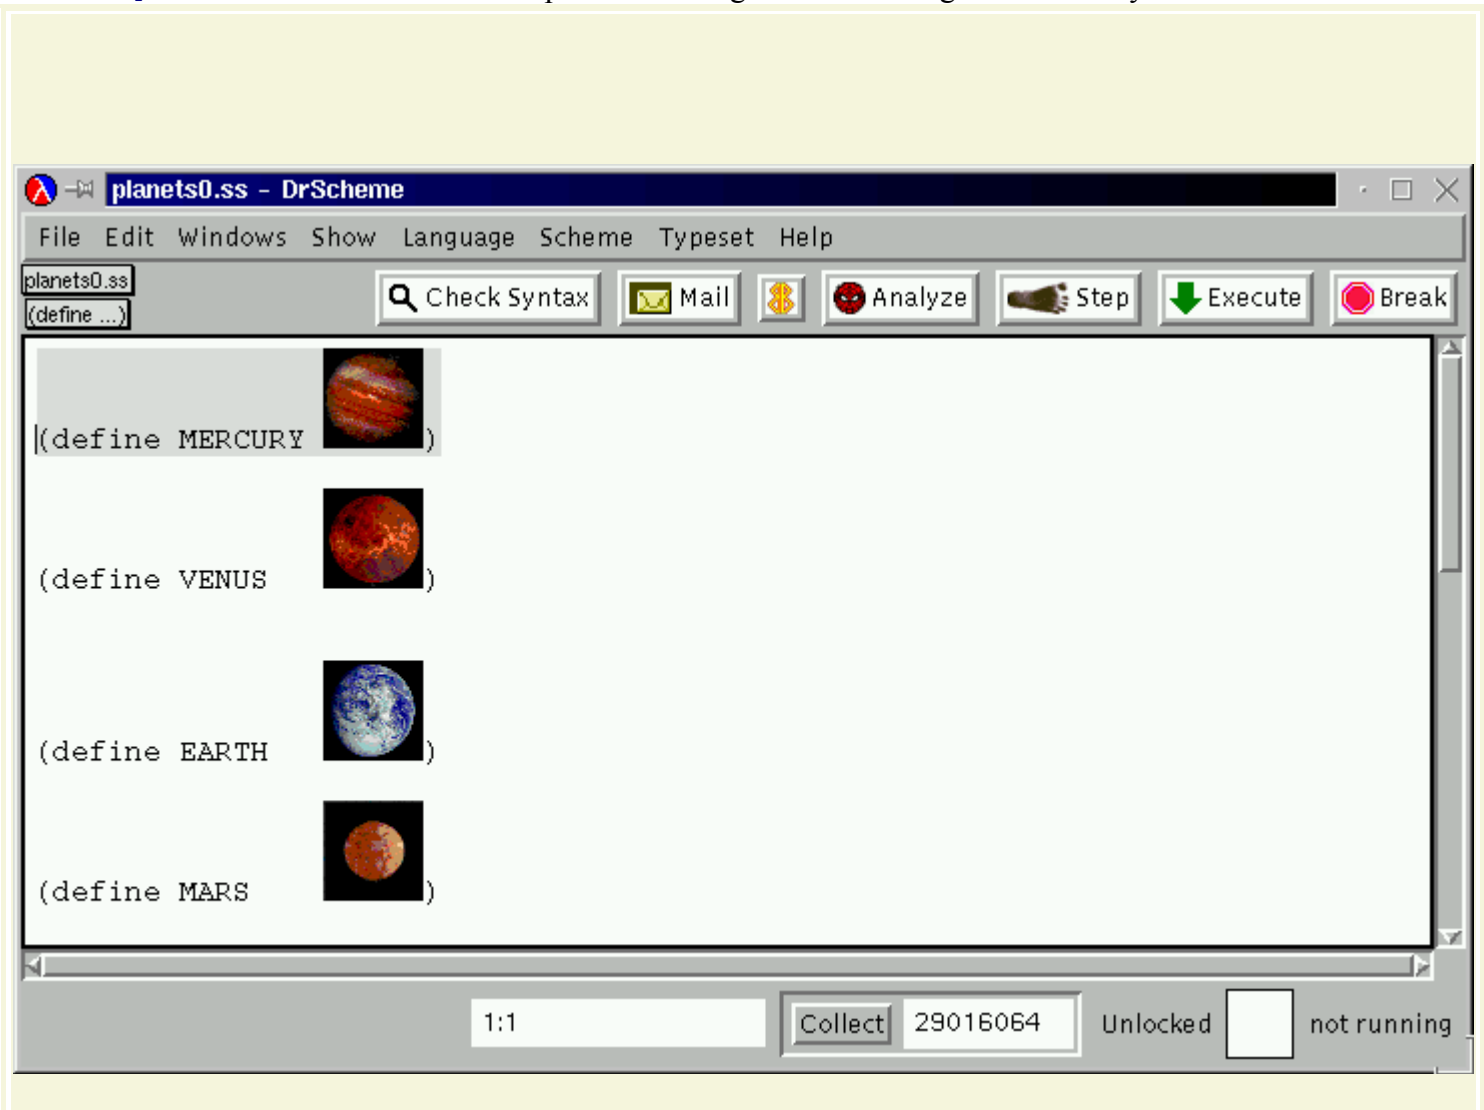 planets0.ss - DrScheme
File Edit Windows Show Language Scheme Typeset Help
planets0.ss
(define ...)
Check Syntax Mail Analyze Step Execute Break
(define MERCURY )
(define VENUS )
(define EARTH )
(define MARS )
1:1 Collect 29016064 Unlocked not running